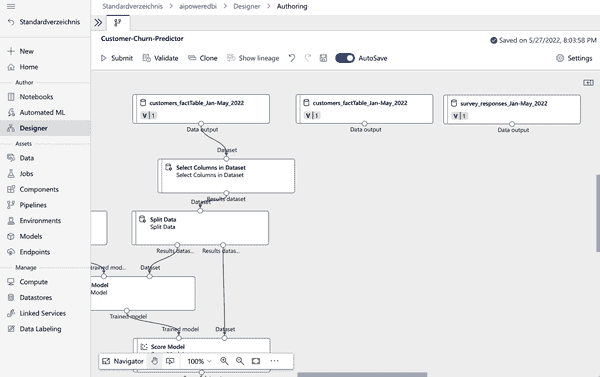 Standardverzeichnis > aipoweredbi > Designer > Authoring
Standardverzeichnis
New
Home
Author
Notebooks
Automated ML
Designer
Assets
Data
Jobs
Components
Pipelines
Environments
Models
Endpoints
Manage
Compute
Datastores
Linked Services
Data Labeling
Customer-Churn-Predictor
Saved on 5/27/2022, 8:03:58 PM
Submit
Validate
Clone
Show lineage
AutoSave
Settings
customers_factTable_Jan-May_2022
V | 1
Data output
customers_factTable_Jan-May_2022
V | 1
Data output
survey_responses_Jan-May_2022
V | 1
Data output
Dataset
Select Columns in Dataset
Select Columns in Dataset
Results dataset
Dataset
Split Data
Split Data
Results datas...
Results datas...
trained mod...
Dataset
Model
Model
Trained model
Trained model
Dataset
Score Model
Navigator
100%